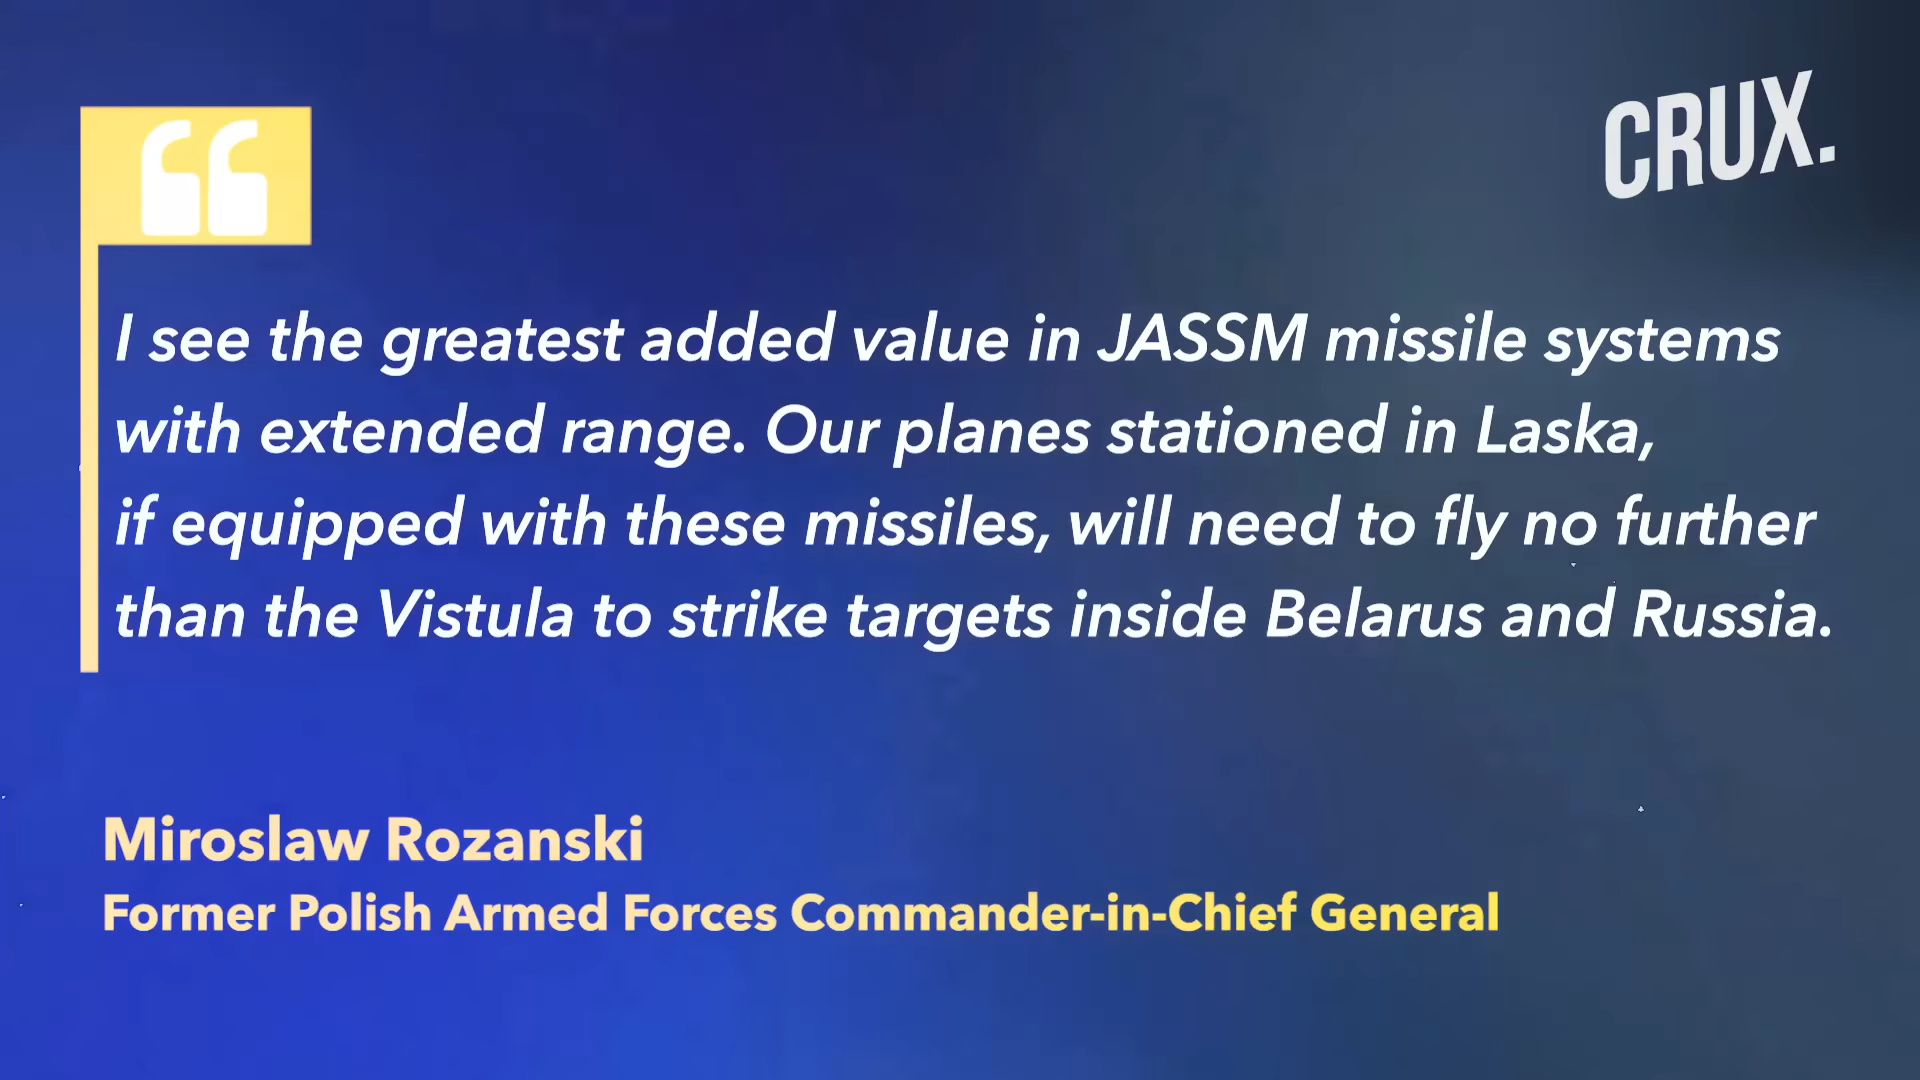 CRUX.
“
I see the greatest added value in JASSM missile systems
with extended range. Our planes stationed in Laska,
if equipped with these missiles, will need to fly no further
than the Vistula to strike targets inside Belarus and Russia.
Miroslaw Rozanski
Former Polish Armed Forces Commander-in-Chief General